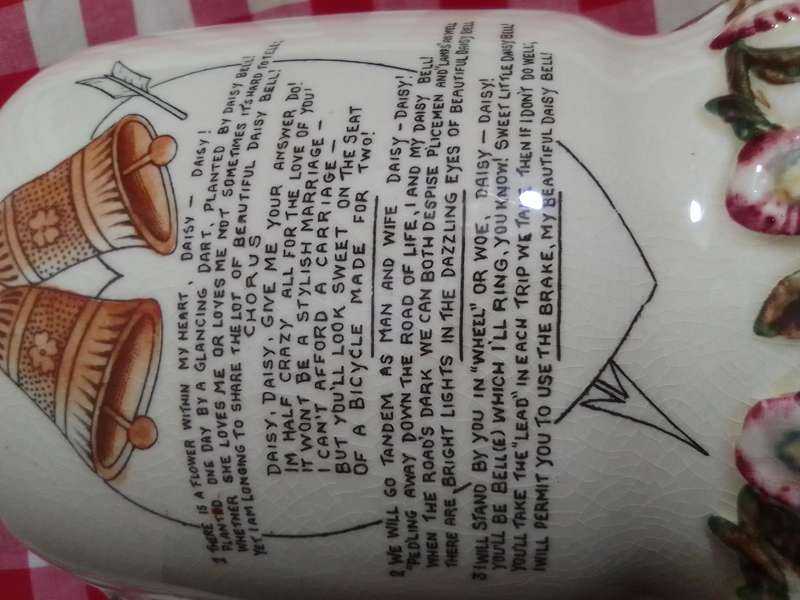 1 THERE IS A FLOWER WITHIN MY HEART, DAISY — DAISY!
PLANTED ONE DAY BY A GLANCING DART, PLANTED BY DAISY BELL!
WHETHER SHE LOVES ME OR LOVES ME NOT SOMETIMES IT'S HARD TO TELL,
YET I AM LONGING TO SHARE THE LOT OF BEAUTIFUL DAISY BELL!
CHORUS
DAISY, DAISY, GIVE ME YOUR ANSWER DO!
IM HALF CRAZY ALL FOR THE LOVE OF YOU!
IT WON'T BE A STYLISH MARRIAGE —
I CAN'T AFFORD A CARRIAGE —
BUT YOU'LL LOOK SWEET ON THE SEAT
OF A BICYCLE MADE FOR TWO!
2 WE WILL GO TANDEM AS MAN AND WIFE DAISY - DAISY!
"PEDLING AWAY DOWN THE ROAD OF LIFE, I AND MY DAISY BELL!
WHEN THE ROAD'S DARK WE CAN BOTH DESPISE PLICEMEN AND "LAMPS" AS WELL
THERE ARE BRIGHT LIGHTS IN THE DAZZLING EYES OF BEAUTIFUL DAISY BELL
3 I WILL STAND BY YOU IN "WHEEL" OR WOE, DAISY — DAISY!
YOU'LL BE BELL(E) WHICH I'LL RING, YOU KNOW! SWEET LITTLE DAISY BELL!
YOU'LL TAKE THE "LEAD" IN EACH TRIP WE TAKE THEN IF I DON'T DO WELL,
I WILL PERMIT YOU TO USE THE BRAKE, MY BEAUTIFUL DAISY BELL!